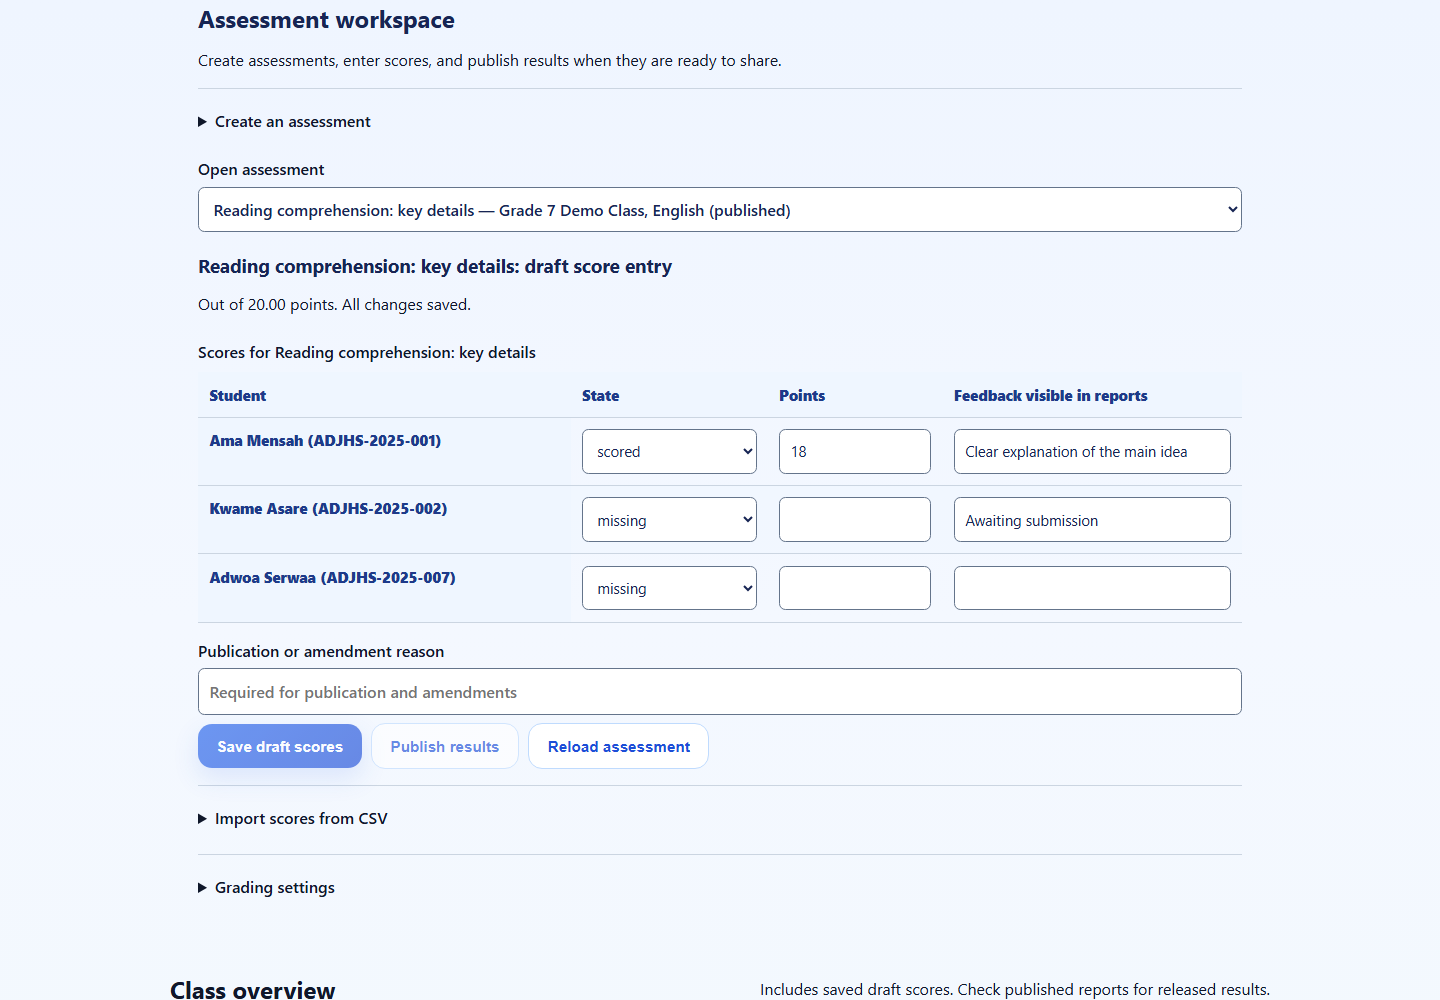 Assessment workspace
Create assessments, enter scores, and publish results when they are ready to share.
Create an assessment
Open assessment
Reading comprehension: key details — Grade 7 Demo Class, English (published)
Reading comprehension: key details: draft score entry
Out of 20.00 points. All changes saved.
Scores for Reading comprehension: key details
Student State Points Feedback visible in reports
Ama Mensah (ADJHS-2025-001) scored 18 Clear explanation of the main idea
Kwame Asare (ADJHS-2025-002) missing Awaiting submission
Adwoa Serwaa (ADJHS-2025-007) missing
Publication or amendment reason
Required for publication and amendments
Save draft scores Publish results Reload assessment
Import scores from CSV
Grading settings
Class overview Includes saved draft scores. Check published reports for released results.